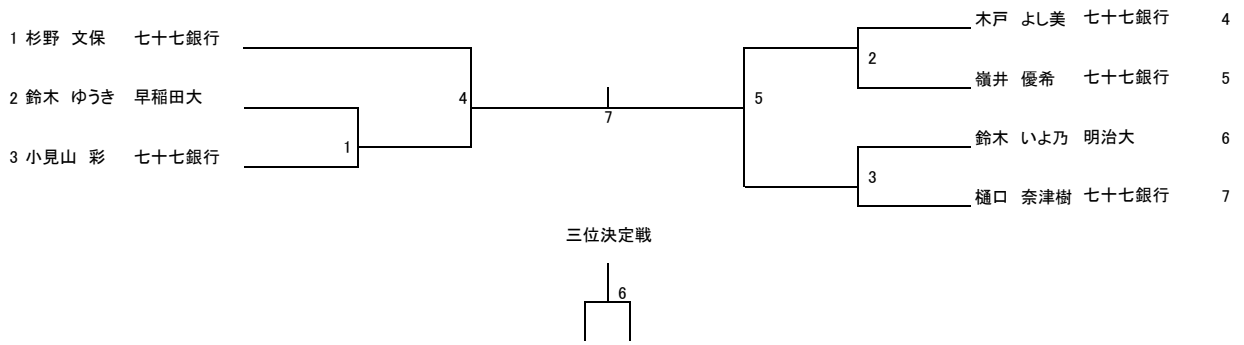 1 杉野 文保 七十七銀行
2 鈴木 ゆうき 早稲田大
3 小見山 彩 七十七銀行
1
4
7
5
2
3
木戸 よし美 七十七銀行 4
嶺井 優希 七十七銀行 5
鈴木 いよ乃 明治大 6
樋口 奈津樹 七十七銀行 7
三位決定戦
6